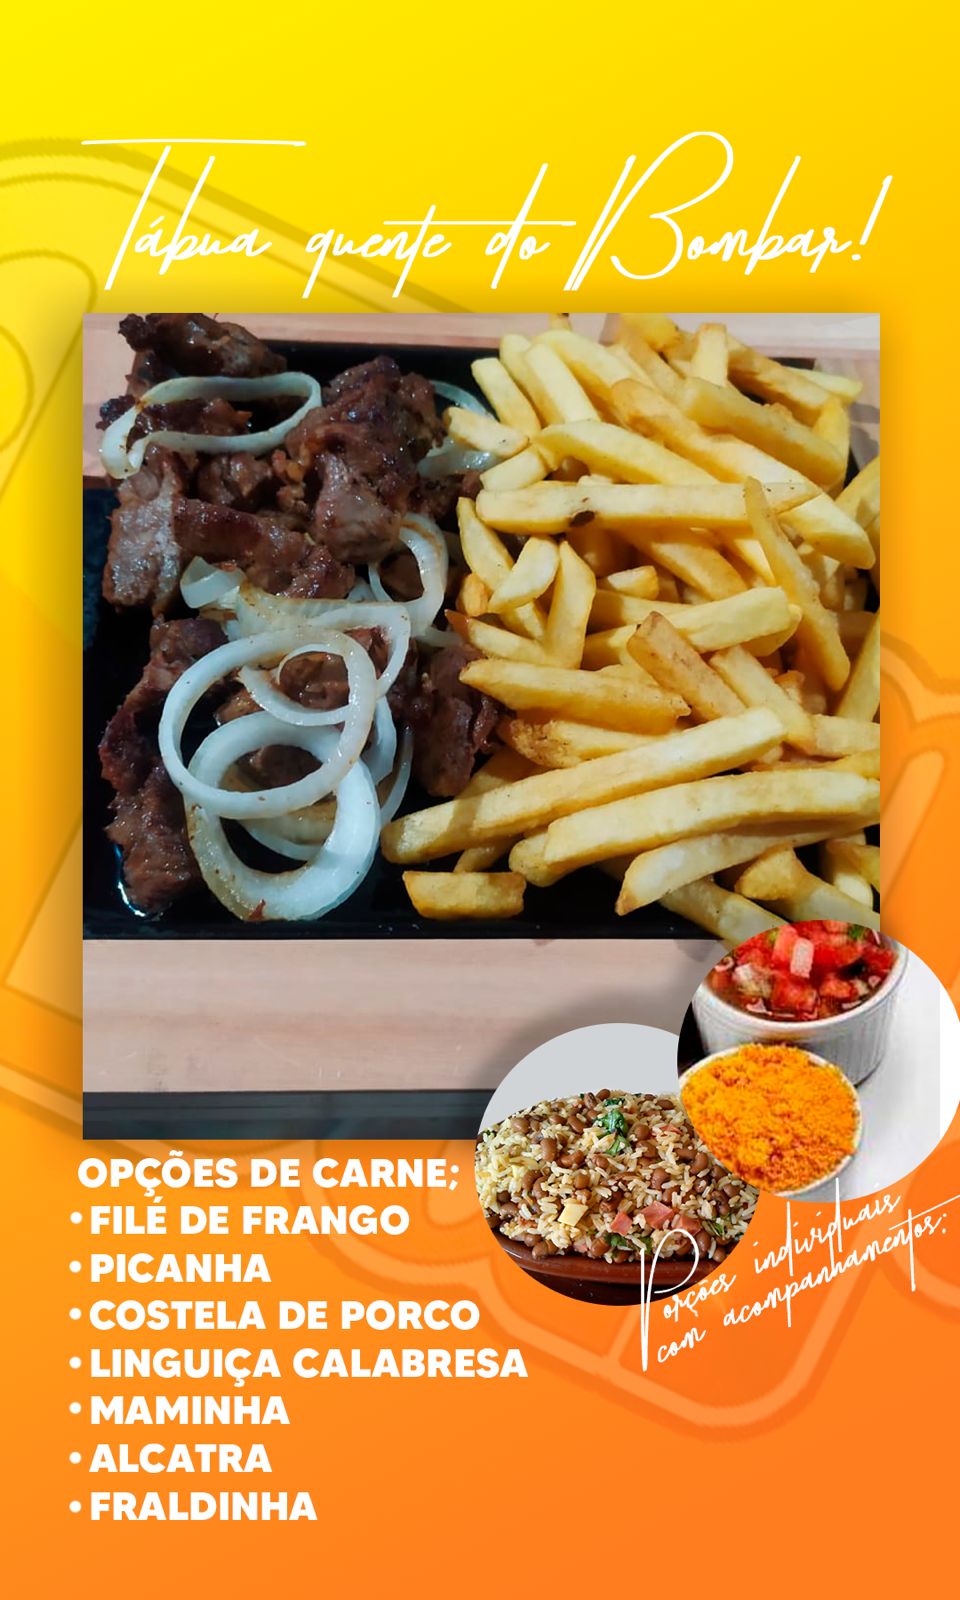 Tábua quente do Bombar!
OPÇÕES DE CARNE;
• FILÉ DE FRANGO
• PICANHA
• COSTELA DE PORCO
• LINGUIÇA CALABRESA
• MAMINHA
• ALCATRA
• FRALDINHA
Porções individuais
com acompanhamentos: